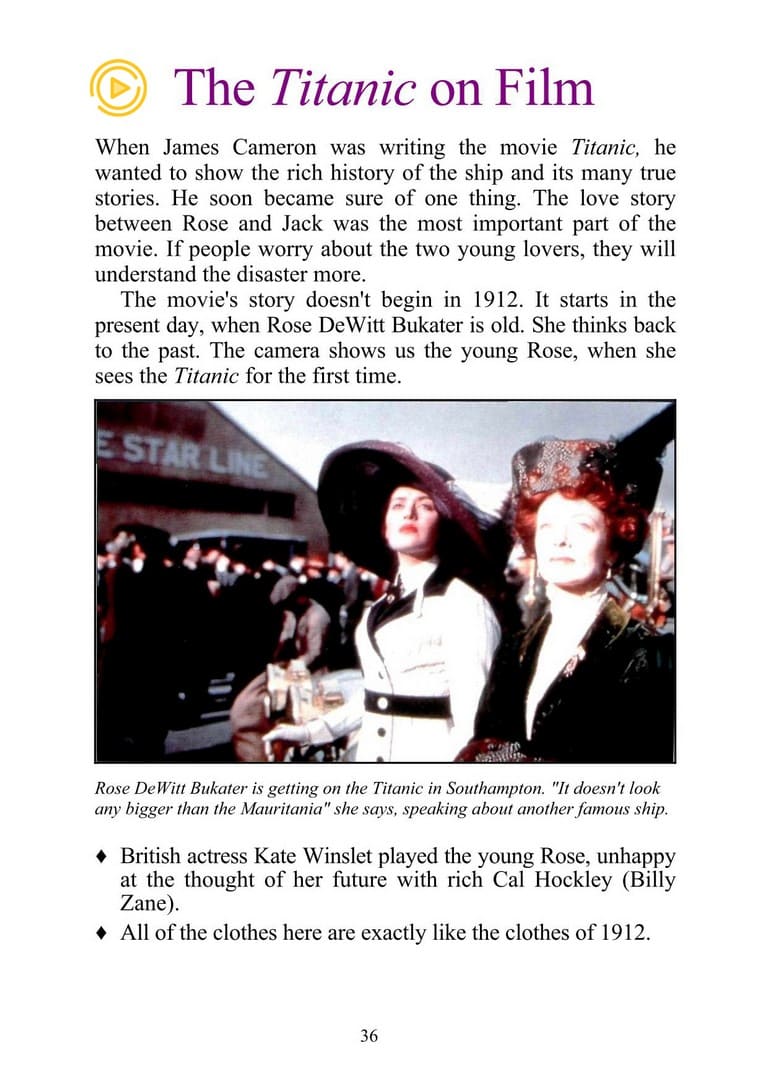 The Titanic on Film
When James Cameron was writing the movie Titanic, he
wanted to show the rich history of the ship and its many true
stories. He soon became sure of one thing. The love story
between Rose and Jack was the most important part of the
movie. If people worry about the two young lovers, they will
understand the disaster more.
The movie's story doesn't begin in 1912. It starts in the
present day, when Rose DeWitt Bukater is old. She thinks back
to the past. The camera shows us the young Rose, when she
sees the Titanic for the first time.
E STAR LINE
Rose DeWitt Bukater is getting on the Titanic in Southampton. "It doesn't look
any bigger than the Mauritania" she says, speaking about another famous ship.
♦ British actress Kate Winslet played the young Rose, unhappy
at the thought of her future with rich Cal Hockley (Billy
Zane).
♦ All of the clothes here are exactly like the clothes of 1912.
36